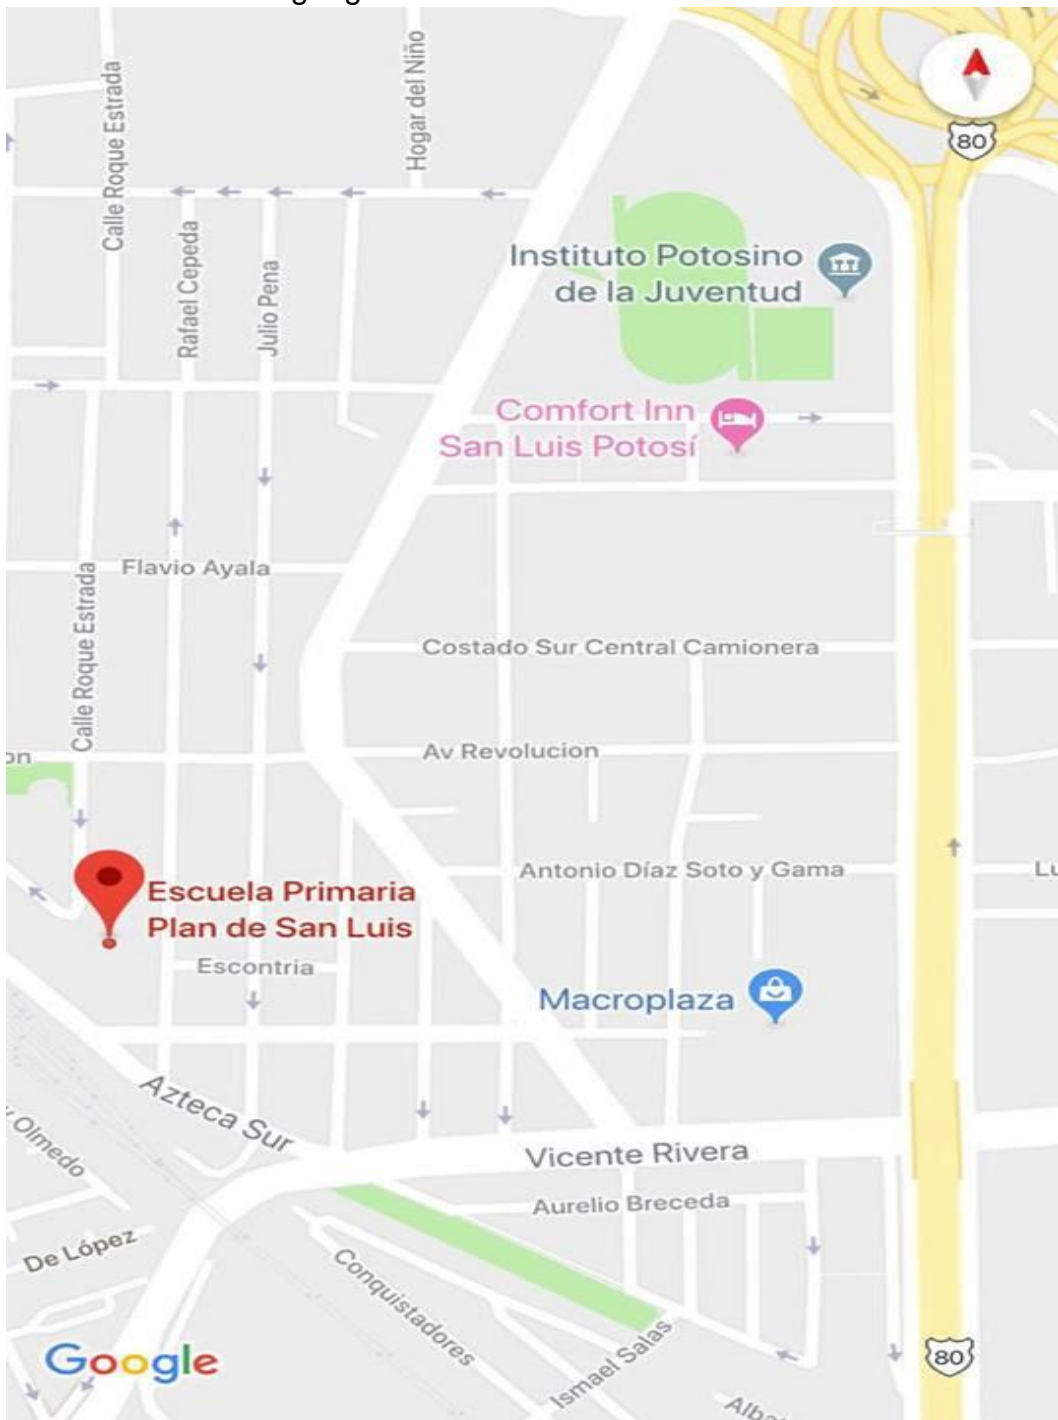 Calle Roque Estrada
Hogar del Niño
80
Rafael Cepeda
Julio Pena
Instituto Potosino
de la Juventud
Comfort Inn
San Luis Potosí
Flavio Ayala
Calle Roque Estrada
Costado Sur Central Camionera
on
Av Revolucion
Antonio Díaz Soto y Gama
Lu
Escuela Primaria
Plan de San Luis
Escontria
Macroplaza
Azteca Sur
y Olmedo
Vicente Rivera
Aurelio Breceda
De López
Conquistadores
Ismael Salas
Google
80
Alba